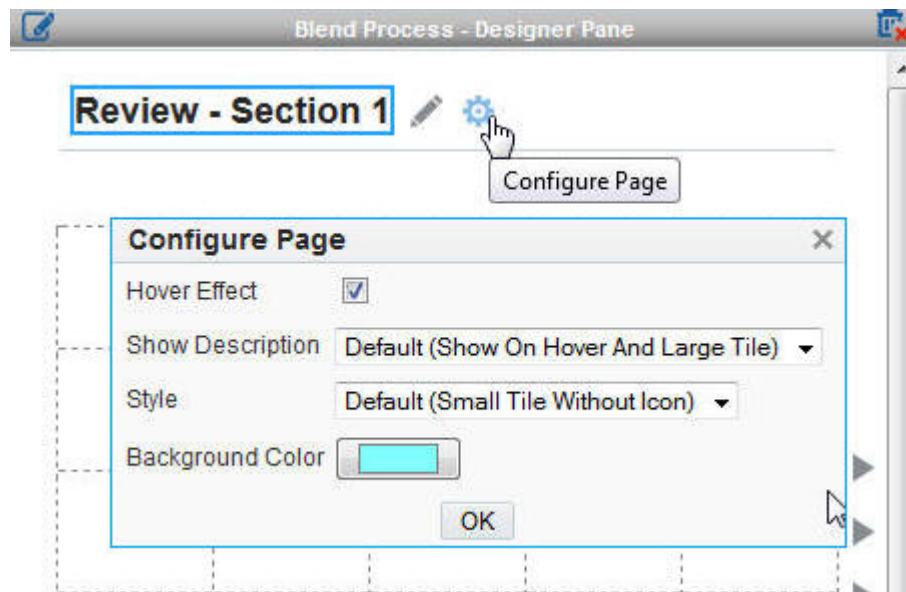 Blend Process - Designer Pane
Review - Section 1
Configure Page
Configure Page
Hover Effect
Show Description Default (Show On Hover And Large Tile)
Style Default (Small Tile Without Icon)
Background Color
OK